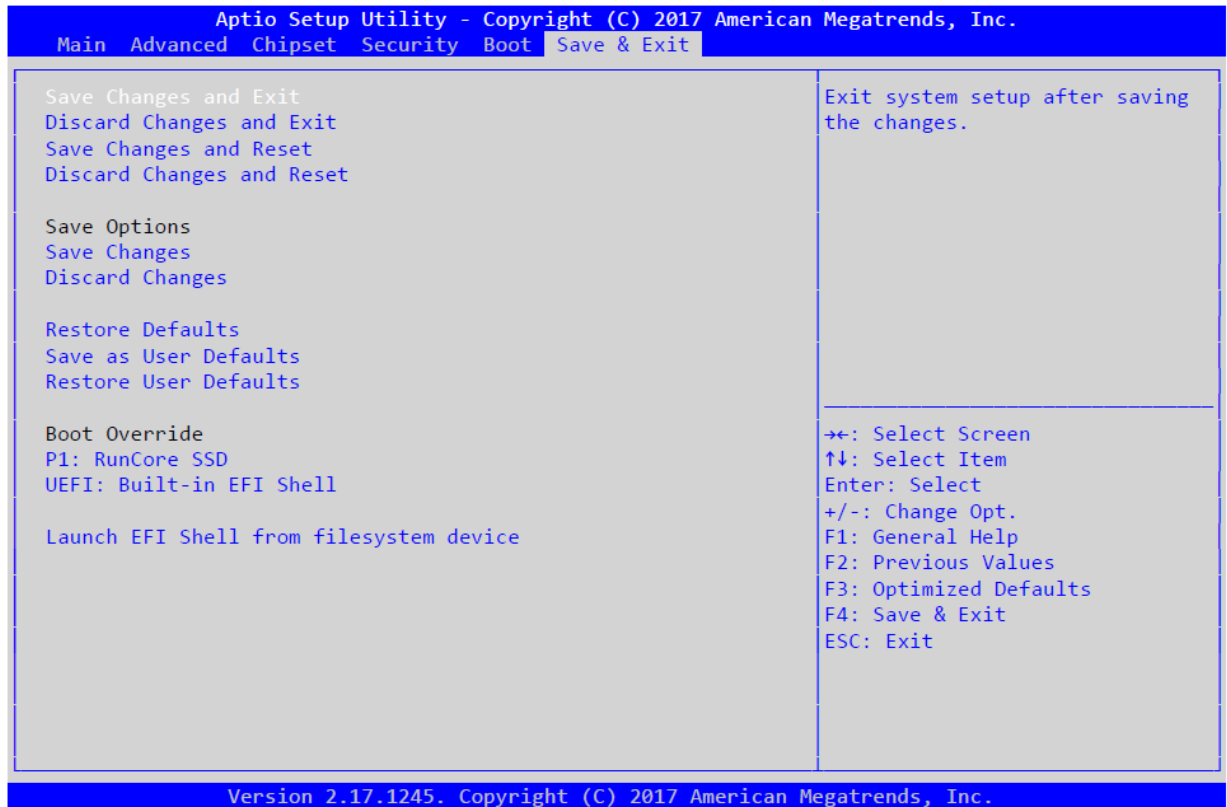 Aptio Setup Utility - Copyright (C) 2017 American Megatrends, Inc.
Main Advanced Chipset Security Boot Save & Exit
Save Changes and Exit
Discard Changes and Exit
Save Changes and Reset
Discard Changes and Reset
Save Options
Save Changes
Discard Changes
Restore Defaults
Save as User Defaults
Restore User Defaults
Boot Override
P1: RunCore SSD
UEFI: Built-in EFI Shell
Launch EFI Shell from filesystem device
Exit system setup after saving
the changes.
→←: Select Screen
↑↓: Select Item
Enter: Select
+/-: Change Opt.
F1: General Help
F2: Previous Values
F3: Optimized Defaults
F4: Save & Exit
ESC: Exit
Version 2.17.1245. Copyright (C) 2017 American Megatrends, Inc.